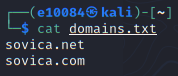 ┌──(e10084㉿kali)-[~]
└─$ cat domains.txt
sovica.net
sovica.com